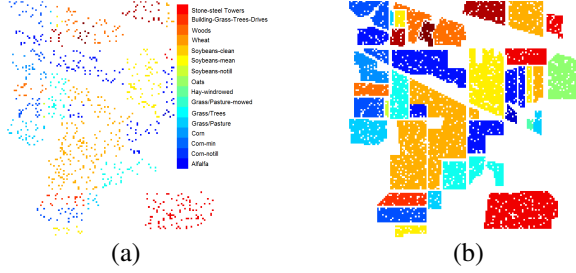 Stone-steel Towers
Building-Grass-Trees-Drives
Woods
Wheat
Soybeans-clean
Soybeans-mean
Soybeans-notill
Oats
Hay-windrowed
Grass/Pasture-mowed
Grass/Trees
Grass/Pasture
Corn
Corn-min
Corn-notill
Alfalfa
(a)
(b)